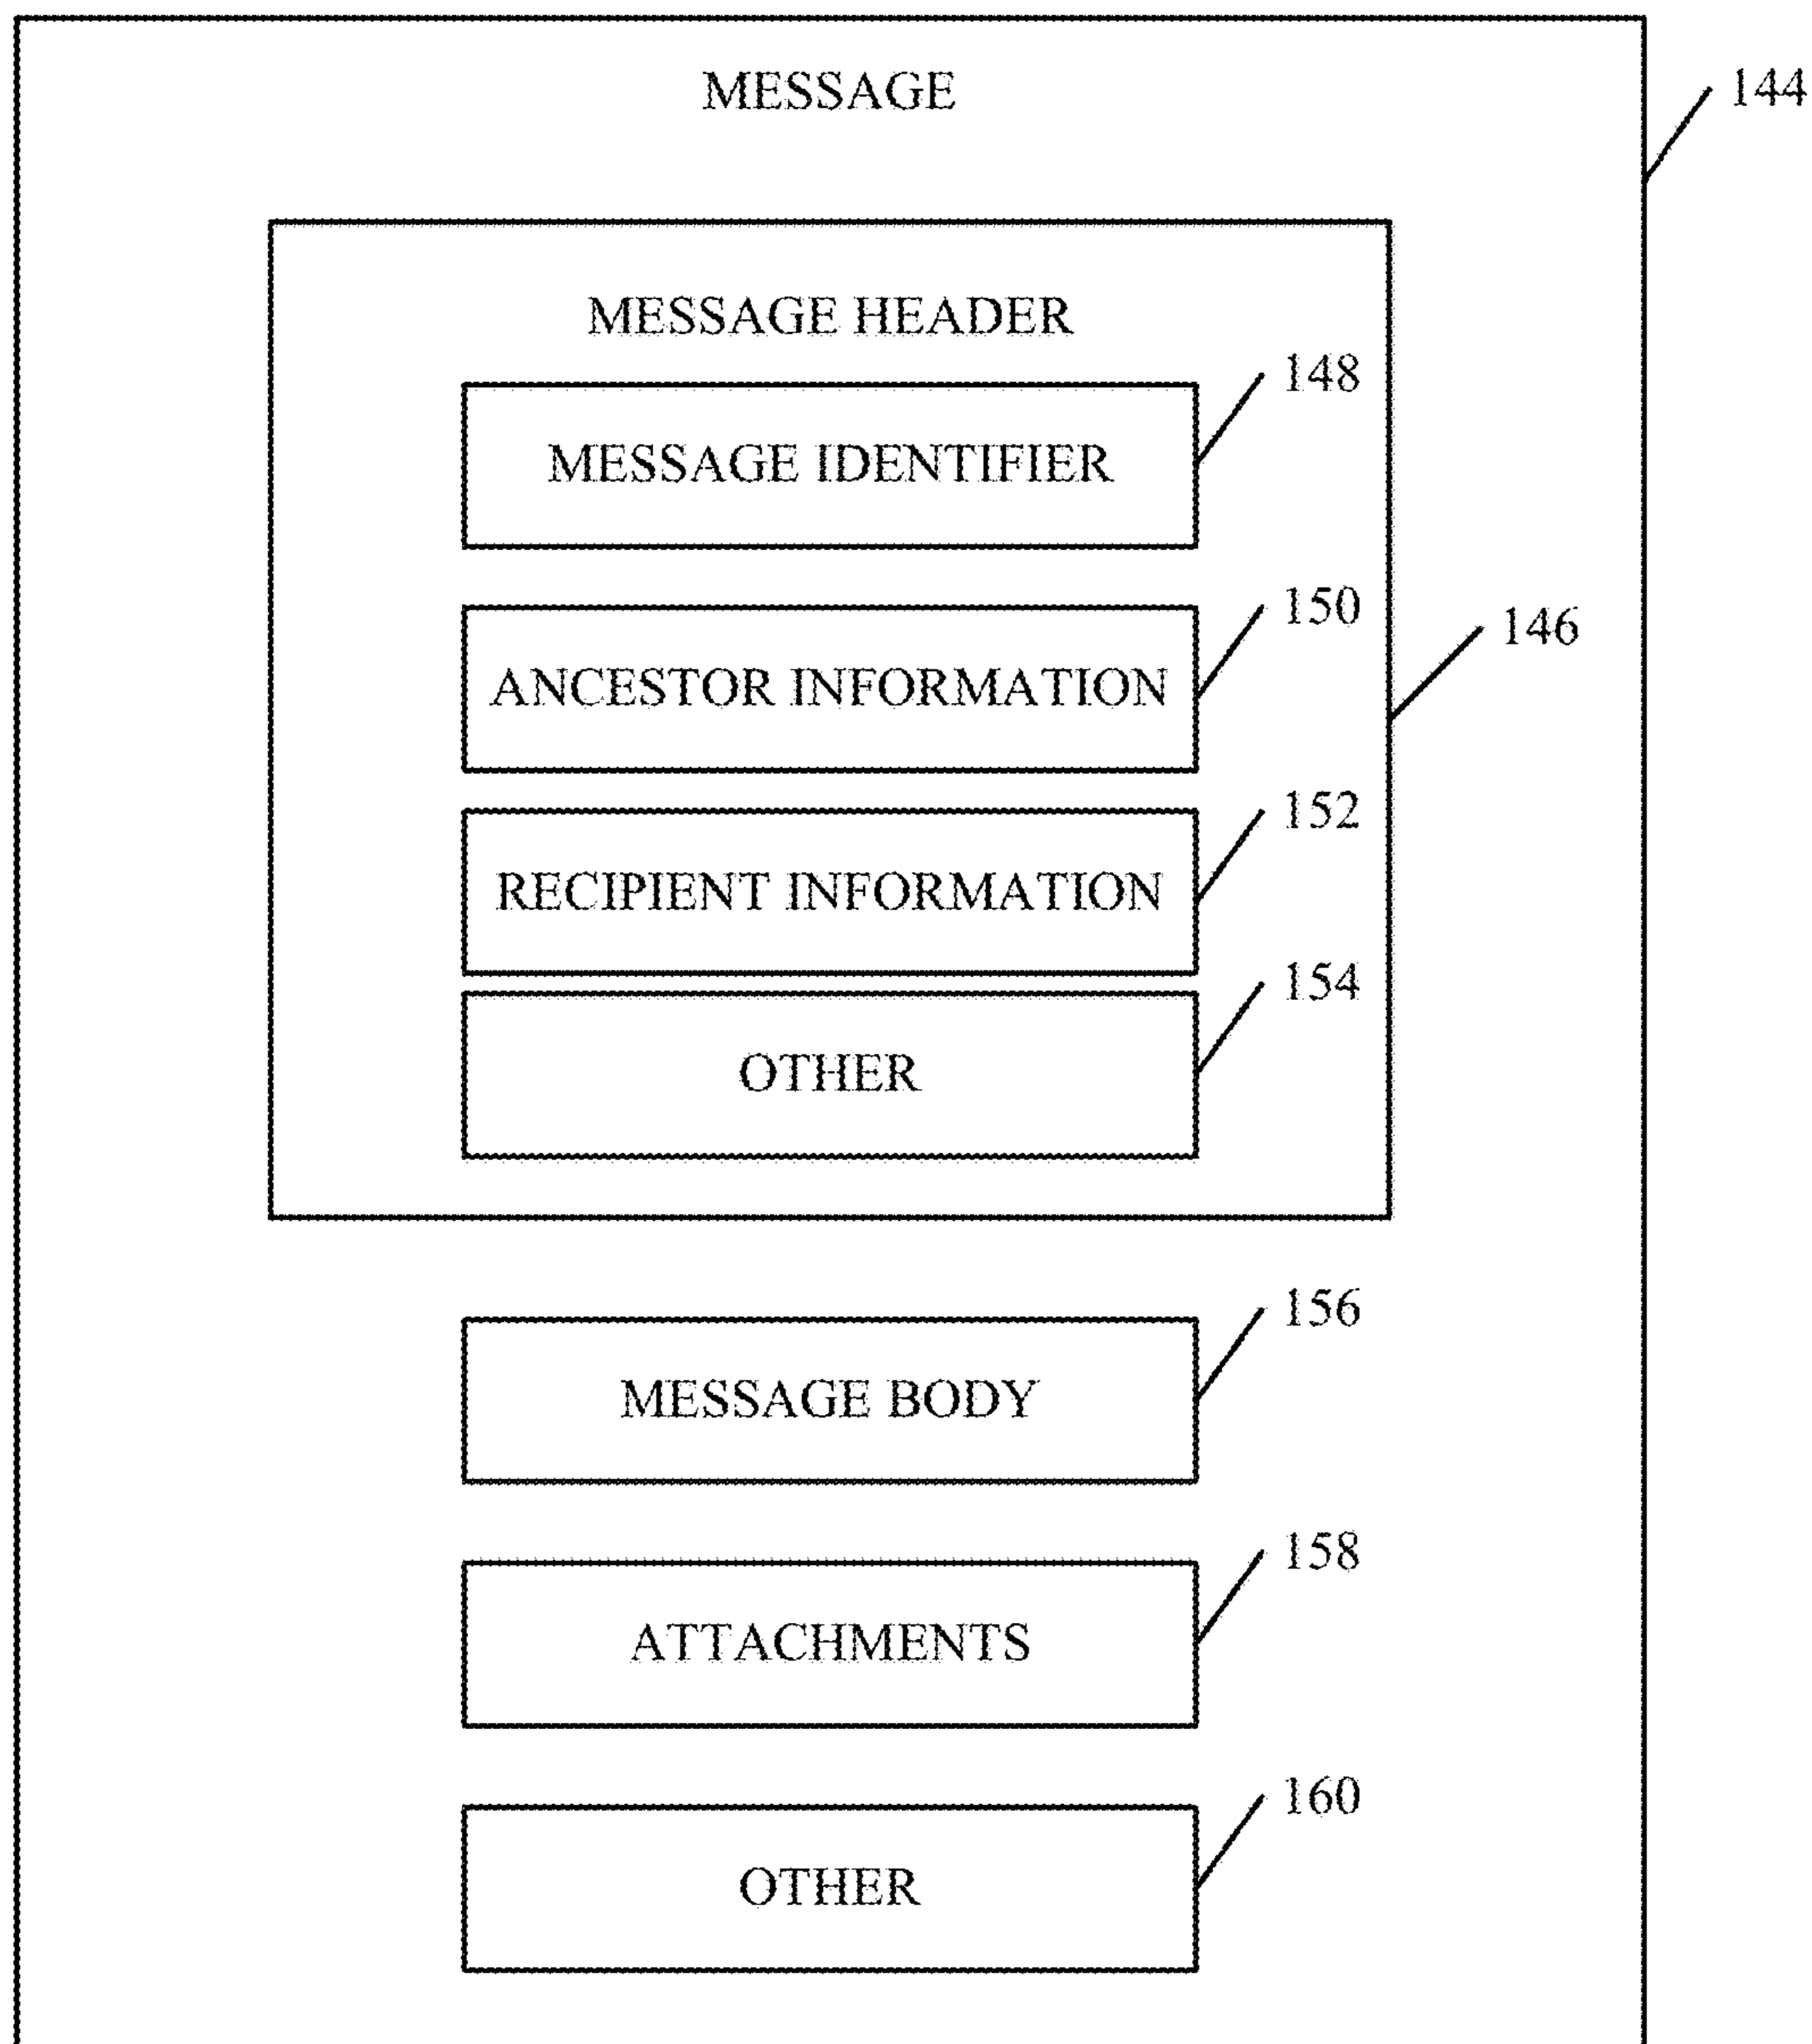 MESSAGE
144
MESSAGE HEADER
148
MESSAGE IDENTIFIER
150
146
ANCESTOR INFORMATION
152
RECIPIENT INFORMATION
154
OTHER
156
MESSAGE BODY
158
ATTACHMENTS
160
OTHER